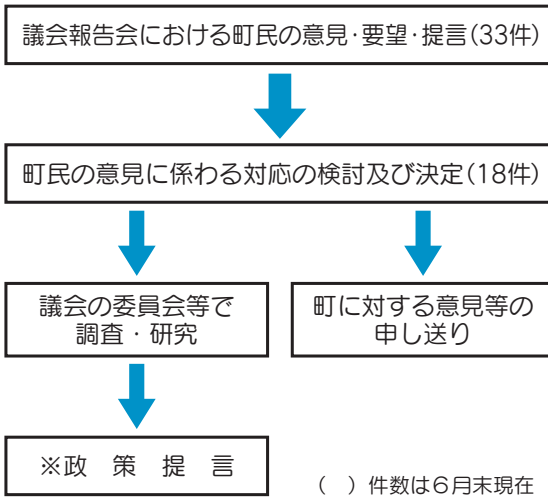 議会報告会における町民の意見・要望・提言(33件)
町民の意見に係わる対応の検討及び決定(18件)
議会の委員会等で
調査・研究
町に対する意見等の
申し送り
※政　策　提　言
（　）件数は6月末現在